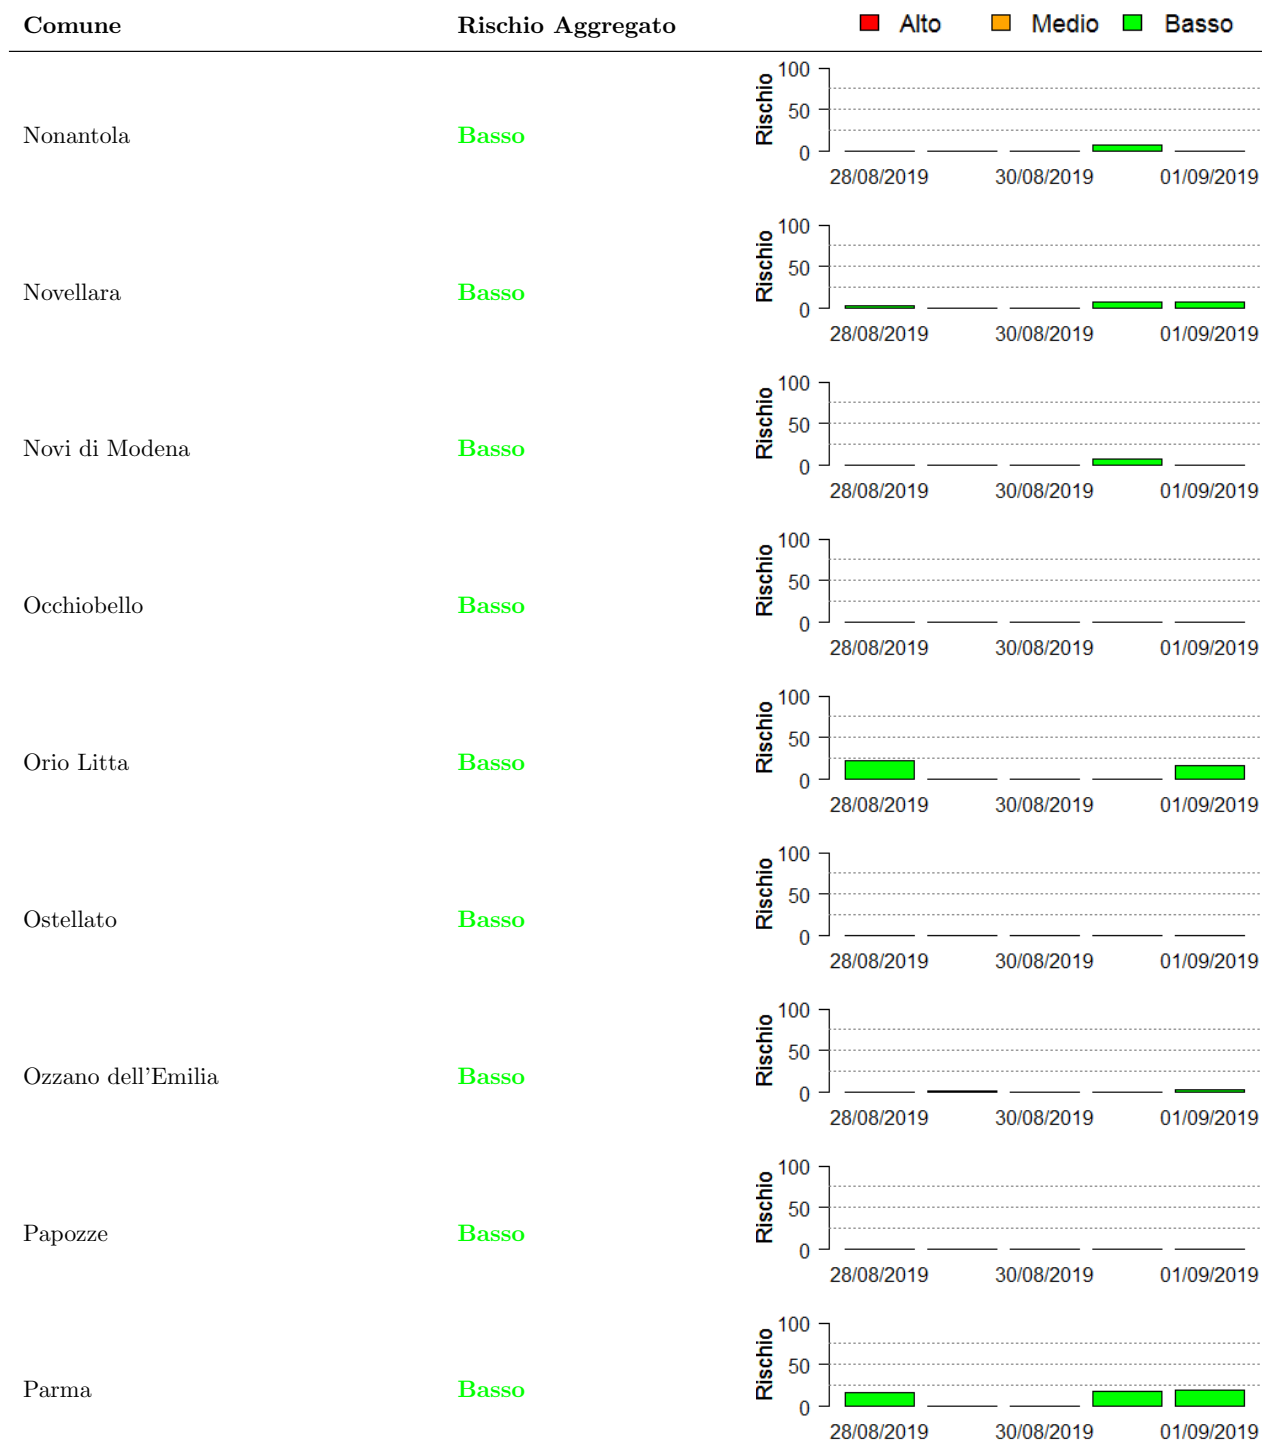 Comune Rischio Aggregato Alto Medio Basso
Nonantola Basso
Rischio
100
50
0
28/08/2019 30/08/2019 01/09/2019
Novellara Basso
Rischio
100
50
0
28/08/2019 30/08/2019 01/09/2019
Novi di Modena Basso
Rischio
100
50
0
28/08/2019 30/08/2019 01/09/2019
Occhiobello Basso
Rischio
100
50
0
28/08/2019 30/08/2019 01/09/2019
Orio Litta Basso
Rischio
100
50
0
28/08/2019 30/08/2019 01/09/2019
Ostellato Basso
Rischio
100
50
0
28/08/2019 30/08/2019 01/09/2019
Ozzano dell'Emilia Basso
Rischio
100
50
0
28/08/2019 30/08/2019 01/09/2019
Papozze Basso
Rischio
100
50
0
28/08/2019 30/08/2019 01/09/2019
Parma Basso
Rischio
100
50
0
28/08/2019 30/08/2019 01/09/2019